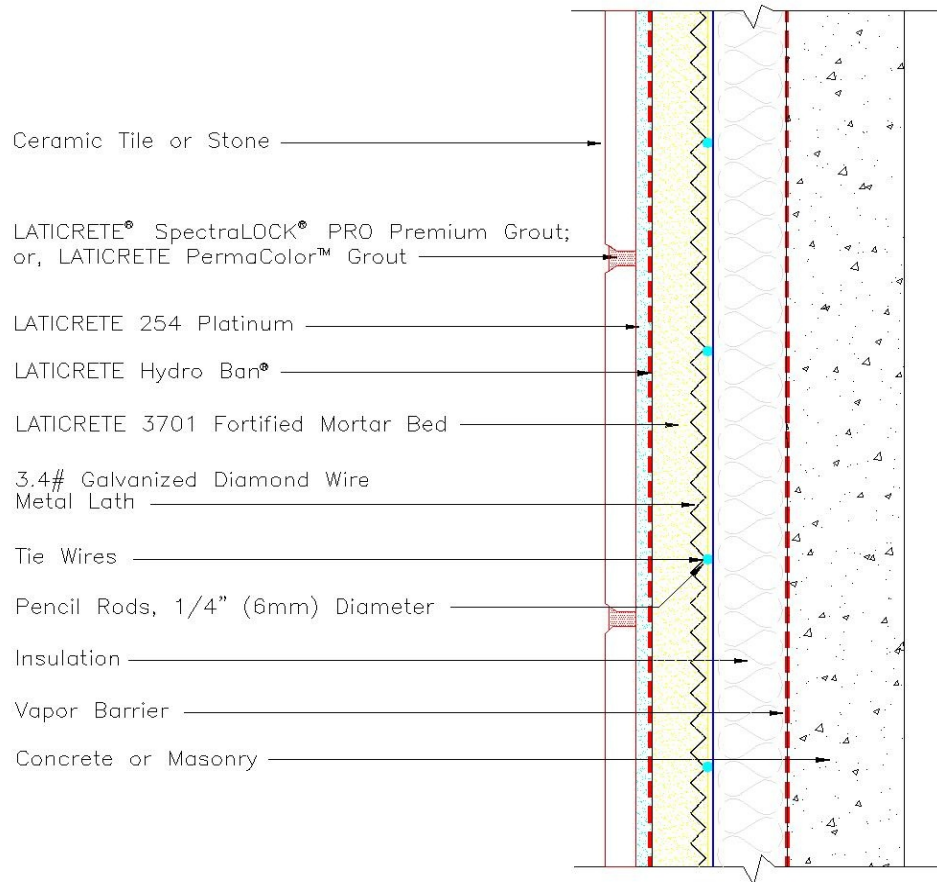 Ceramic Tile or Stone
LATICRETE® SpectraLOCK® PRO Premium Grout;
or, LATICRETE PermaColor™ Grout
LATICRETE 254 Platinum
LATICRETE Hydro Ban®
LATICRETE 3701 Fortified Mortar Bed
3.4# Galvanized Diamond Wire
Metal Lath
Tie Wires
Pencil Rods, 1/4" (6mm) Diameter
Insulation
Vapor Barrier
Concrete or Masonry